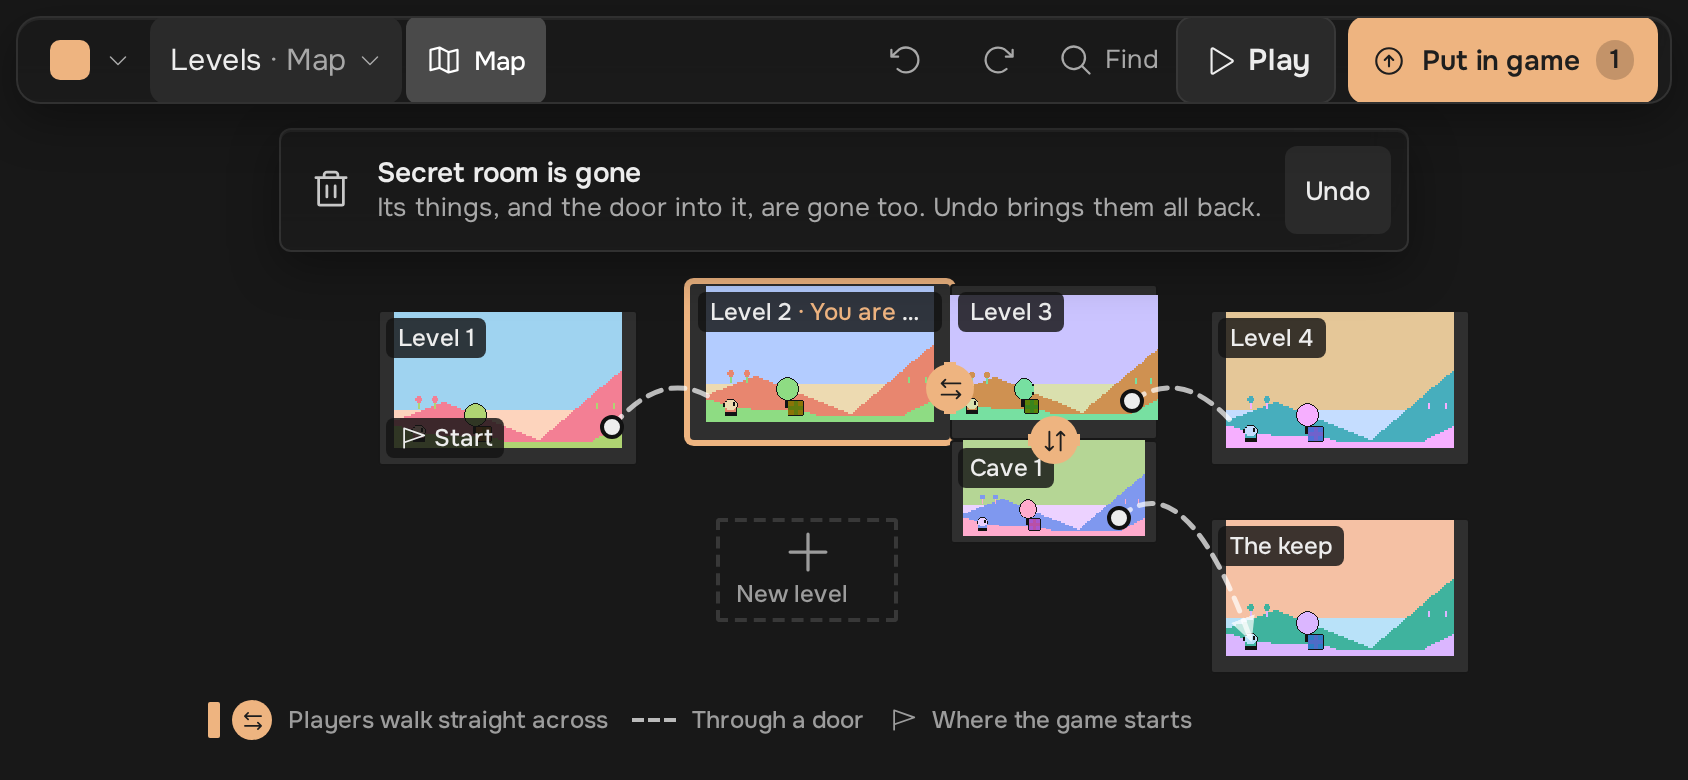 Levels · Map
Map
Find
Play
Put in game 1
Secret room is gone
Its things, and the door into it, are gone too. Undo brings them all back.
Undo
Level 1
Start
Level 2 · You are ...
Level 3
Level 4
Cave 1
New level
The keep
Players walk straight across
Through a door
Where the game starts